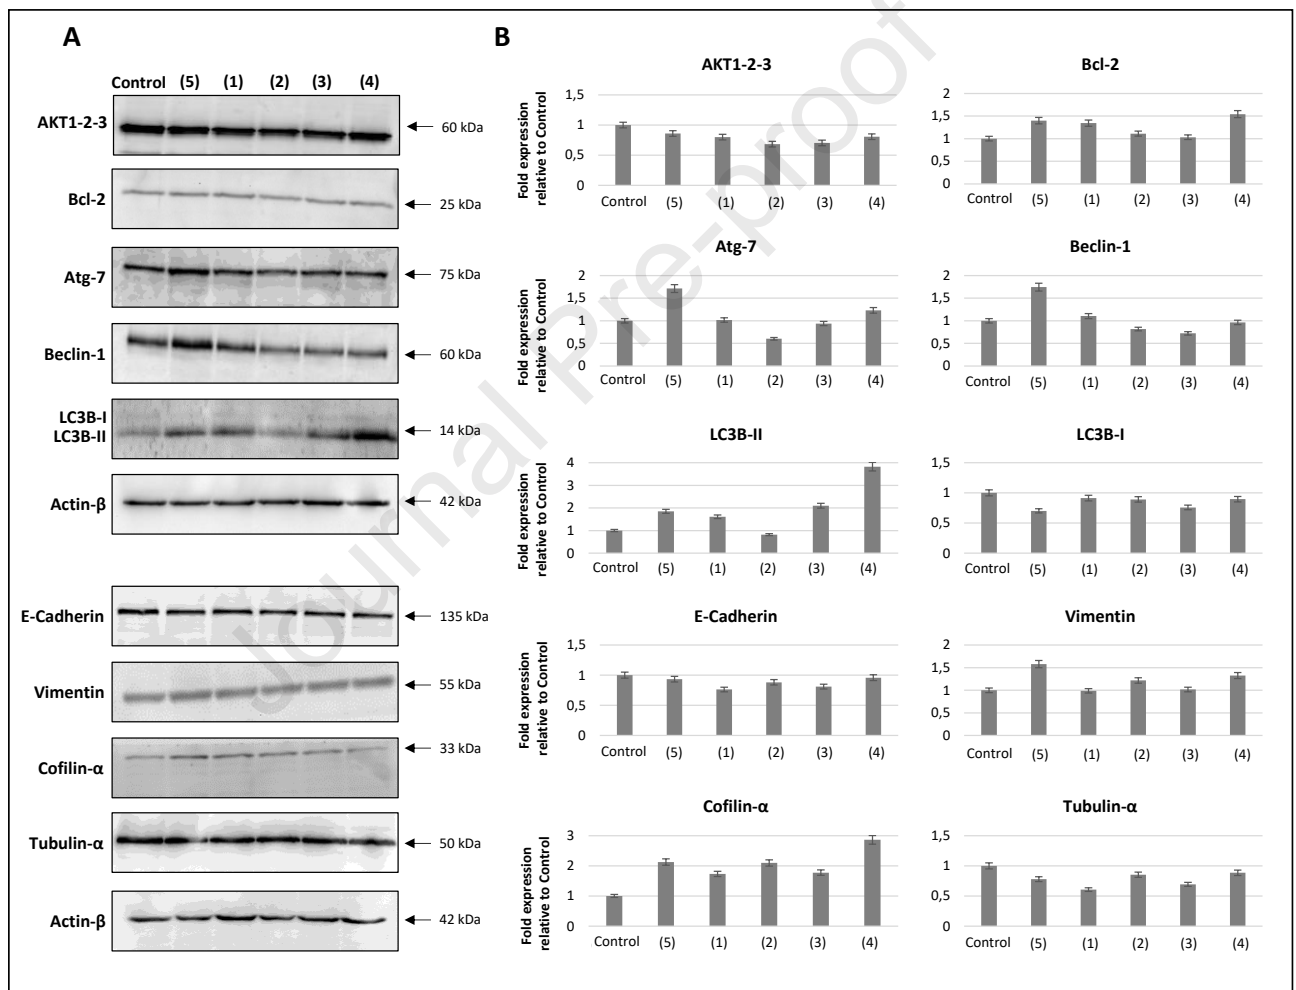 A
Control (5) (1) (2) (3) (4)
AKT1-2-3
60 kDa
Bcl-2
25 kDa
Atg-7
75 kDa
Beclin-1
60 kDa
LC3B-I
LC3B-II
14 kDa
Actin-β
42 kDa
E-Cadherin
135 kDa
Vimentin
55 kDa
Cofilin-α
33 kDa
Tubulin-α
50 kDa
Actin-β
42 kDa
B
AKT1-2-3
Fold expression
relative to Control
1,5
1
0,5
0
Control (5) (1) (2) (3) (4)
Bcl-2
2
1,5
1
0,5
0
Control (5) (1) (2) (3) (4)
Atg-7
Fold expression
relative to Control
2
1,5
1
0,5
0
Control (5) (1) (2) (3) (4)
Beclin-1
2
1,5
1
0,5
0
Control (5) (1) (2) (3) (4)
LC3B-II
Fold expression
relative to Control
4
3
2
1
0
Control (5) (1) (2) (3) (4)
LC3B-I
1,5
1
0,5
0
Control (5) (1) (2) (3) (4)
E-Cadherin
Fold expression
relative to Control
1,5
1
0,5
0
Control (5) (1) (2) (3) (4)
Vimentin
2
1,5
1
0,5
0
Control (5) (1) (2) (3) (4)
Cofilin-α
Fold expression
relative to Control
3
2
1
0
Control (5) (1) (2) (3) (4)
Tubulin-α
1,5
1
0,5
0
Control (5) (1) (2) (3) (4)
Journal Pre-proof